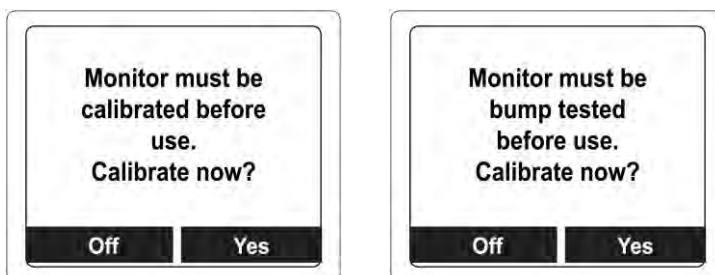 Monitor must be
calibrated before
use.
Calibrate now?
Off Yes
Monitor must be
bump tested
before use.
Calibrate now?
Off Yes